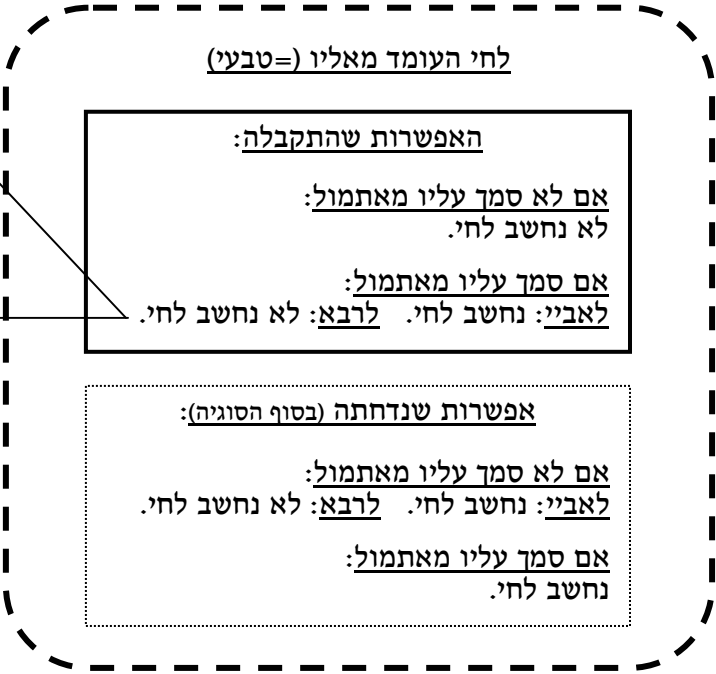 לחי העומד מאליו (=טבעי)
האפשרות שהתקבלה:
אם לא סמך עליו מאתמול:
לא נחשב לחי.
אם סמך עליו מאתמול:
לאביי: נחשב לחי. לרבא: לא נחשב לחי.
אפשרות שנדחתה (בסוף הסוגיה):
אם לא סמך עליו מאתמול:
לאביי: נחשב לחי. לרבא: לא נחשב לחי.
אם סמך עליו מאתמול:
נחשב לחי.